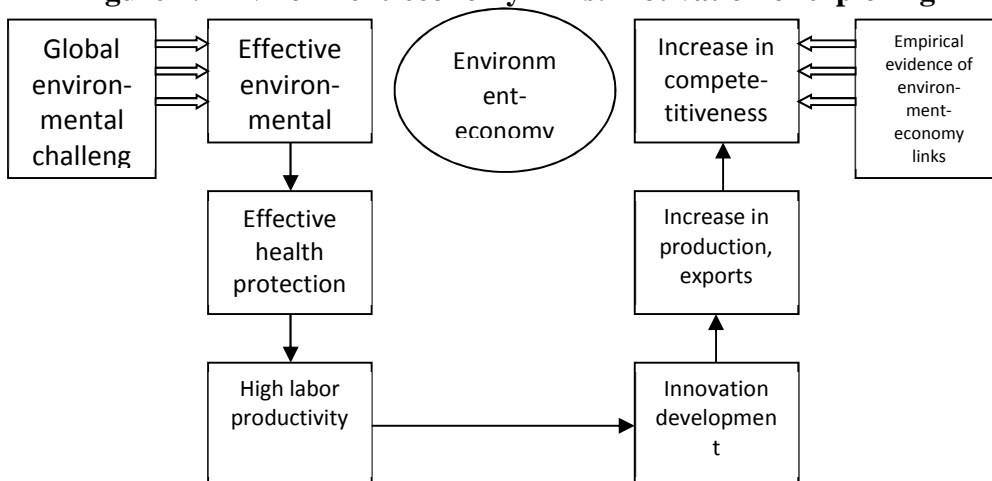 Global
environ-
mental
challeng
Effective
environ-
mental
Environm
ent-
economy
Increase in
compete-
titiveness
Empirical
evidence of
environ-
ment-
economy
links
Effective
health
protection
Increase in
production,
exports
High labor
productivity
Innovation
developmen
t